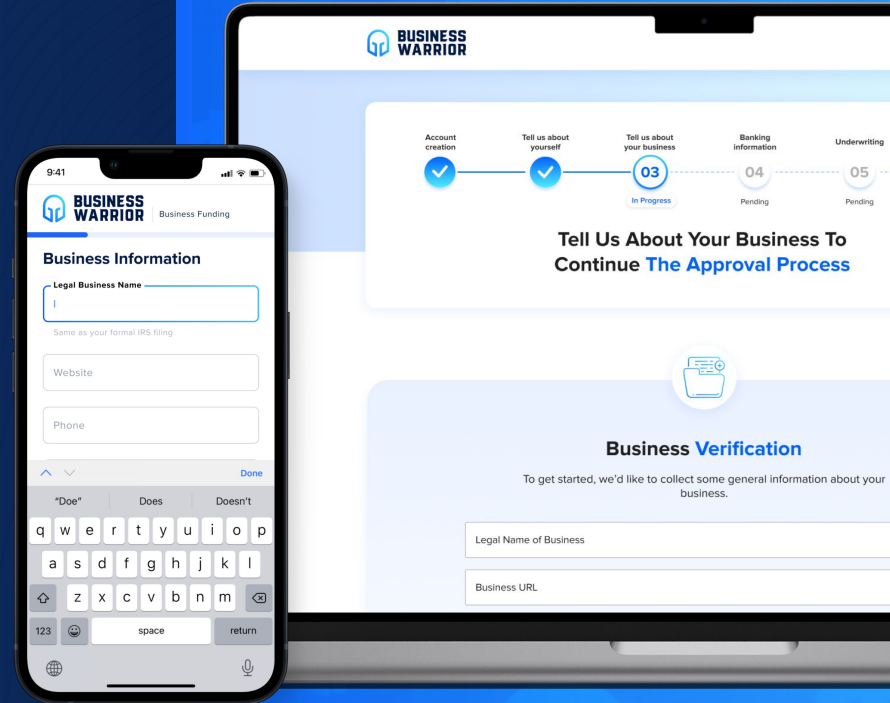 9:41
BUSINESS
WARRIOR
Business Funding
Business Information
Legal Business Name
Same as your formal IRS filing
Website
Phone
Done
“Doe” Does Doesn't
q w e r t y u i o p
a s d f g h j k l
z x c v b n m
123 space return
BUSINESS
WARRIOR
Account
creation
Tell us about
yourself
Tell us about
your business
Banking
information
Underwriting
03 04 05
In Progress Pending Pending
Tell Us About Your Business To
Continue The Approval Process
Business Verification
To get started, we’d like to collect some general information about your
business.
Legal Name of Business
Business URL